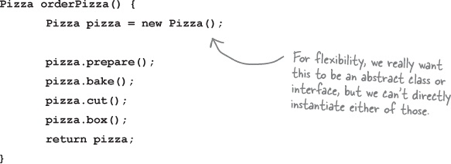 Pizza orderPizza() {
Pizza pizza = new Pizza();
pizza.prepare();
pizza.bake();
pizza.cut();
pizza.box();
return pizza;
}
For flexibility, we really want
this to be an abstract class or
interface, but we can't directly
instantiate either of those.